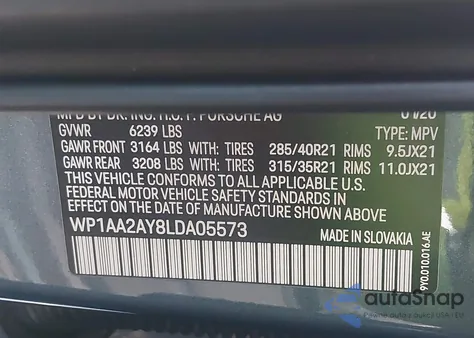 MFD BY DR. ING. H.C. F. PORSCHE AG 01/20
GVWR 6239 LBS TYPE: MPV
GAWR FRONT 3164 LBS WITH TIRES 285/40R21 RIMS 9.5JX21
GAWR REAR 3208 LBS WITH TIRES 315/35R21 RIMS 11.0JX21
THIS VEHICLE CONFORMS TO ALL APPLICABLE
FEDERAL MOTOR VEHICLE SAFETY STANDARDS IN
EFFECT ON THE DATE OF MANUFACTURE SHOWN ABOVE
WP1AA2AY8LDA05573
MADE IN SLOVAKIA
9Y0.010.016.AE
autoSnap